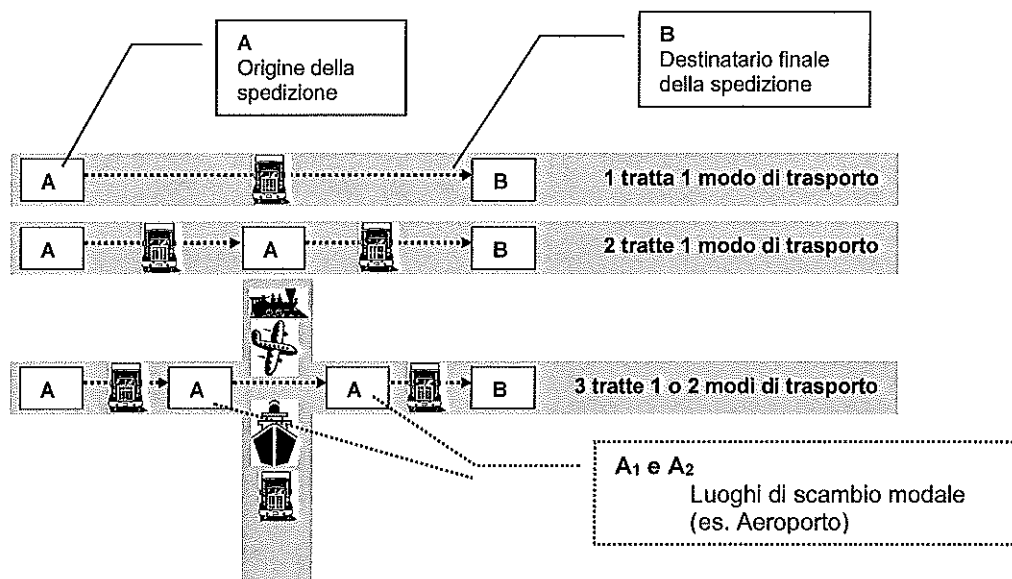 A
Origine della
spedizione
B
Destinatario finale
della spedizione
A
B
1 tratta 1 modo di trasporto
A
A
B
2 tratte 1 modo di trasporto
A
A
A
B
3 tratte 1 o 2 modi di trasporto
A1 e A2
Luoghi di scambio modale
(es. Aeroporto)